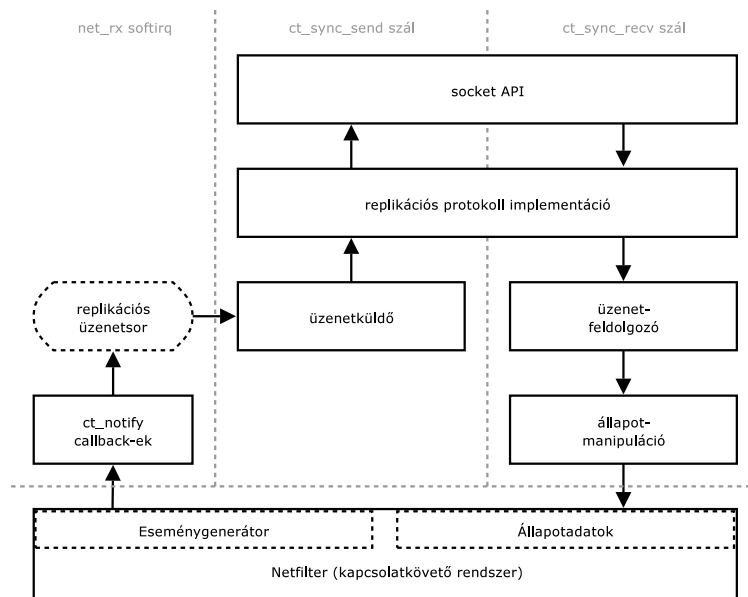 net_rx softirq
ct_sync_send szál
ct_sync_recv szál
socket API
replikációs protokoll implementáció
replikációs
üzenetsor
üzenetküldő
üzenet-
feldolgozó
ct_notify
callback-ek
állapot-
manipuláció
Eseménygenerátor
Állapotadatok
Netfilter (kapcsolatkövető rendszer)